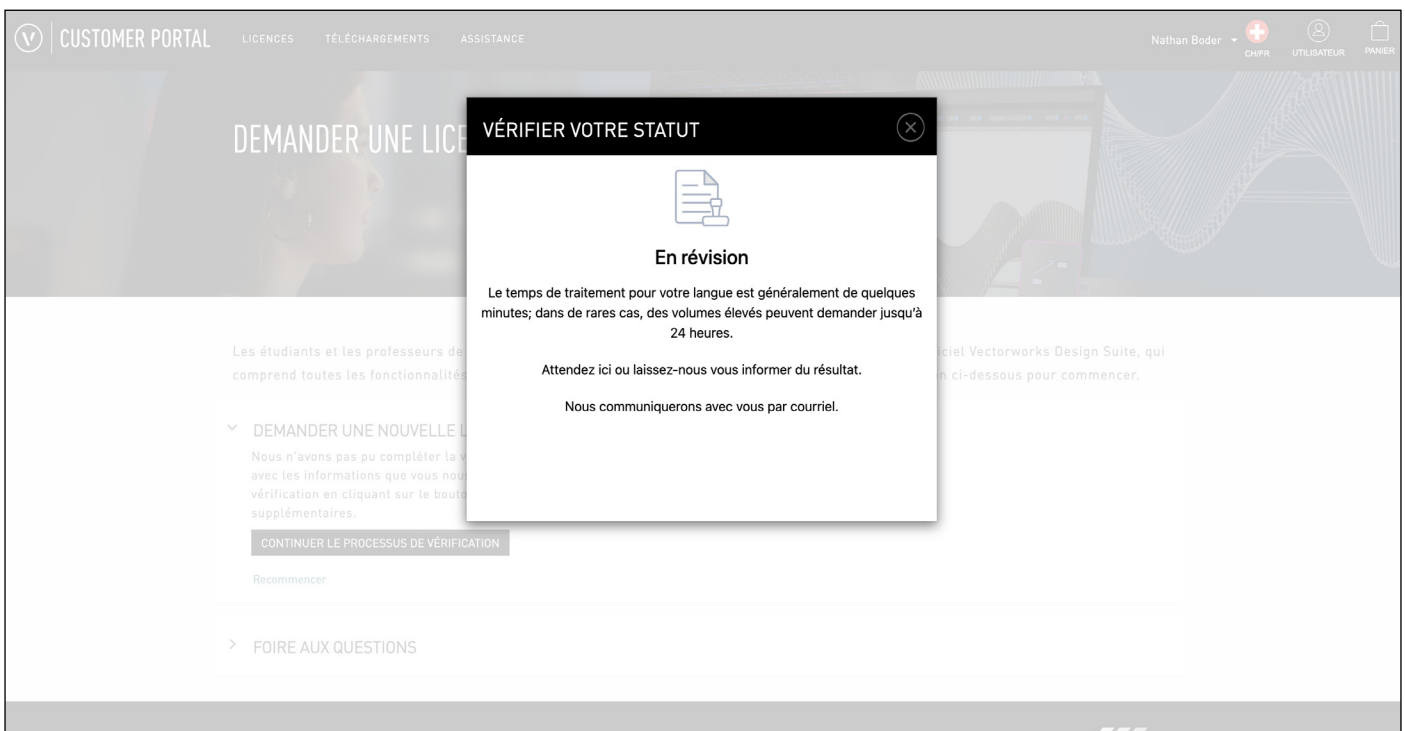 CUSTOMER PORTAL LICENCES TÉLÉCHARGEMENTS ASSISTANCE Nathan Boder
CH/FR UTILISATEUR PANIER
DEMANDER UNE LICE
VÉRIFIER VOTRE STATUT
En révision
Le temps de traitement pour votre langue est généralement de quelques
minutes; dans de rares cas, des volumes élevés peuvent demander jusqu'à
24 heures.
Attendez ici ou laissez-nous vous informer du résultat.
Nous communiquerons avec vous par courriel.
Les étudiants et les professeurs de iciel Vectorworks Design Suite, qui
comprend toutes les fonctionnalités n ci-dessous pour commencer.
DEMANDER UNE NOUVELLE L
Nous n'avons pas pu compléter la v
avec les informations que vous nou
vérification en cliquant sur le bouto
supplémentaires.
CONTINUER LE PROCESSUS DE VÉRIFICATION
Recommencer
FOIRE AUX QUESTIONS